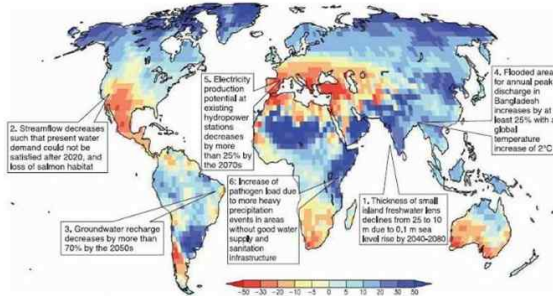 5. Electricity
production
potential at
existing
hydropower
stations
decreases
by more
than 25% by
the 2070s
4. Flooded area
for annual peak
discharge in
Bangladesh
increases by at
least 25% with a
global
temperature
increase of 2°C
2. Streamflow decreases
such that present water
demand could not be
satisfied after 2020, and
loss of salmon habitat
6: Increase of
pathogen load due
to more heavy
precipitation
events in areas
without good water
supply and
sanitation
infrastructure
1. Thickness of small
island freshwater lens
declines from 25 to 10
m due to 0,1 m sea
level rise by 2040-2080
3. Groundwater recharge
decreases by more than
70% by the 2050s
-50 -30 -20 -10 -5 0 5 10 20 30 50